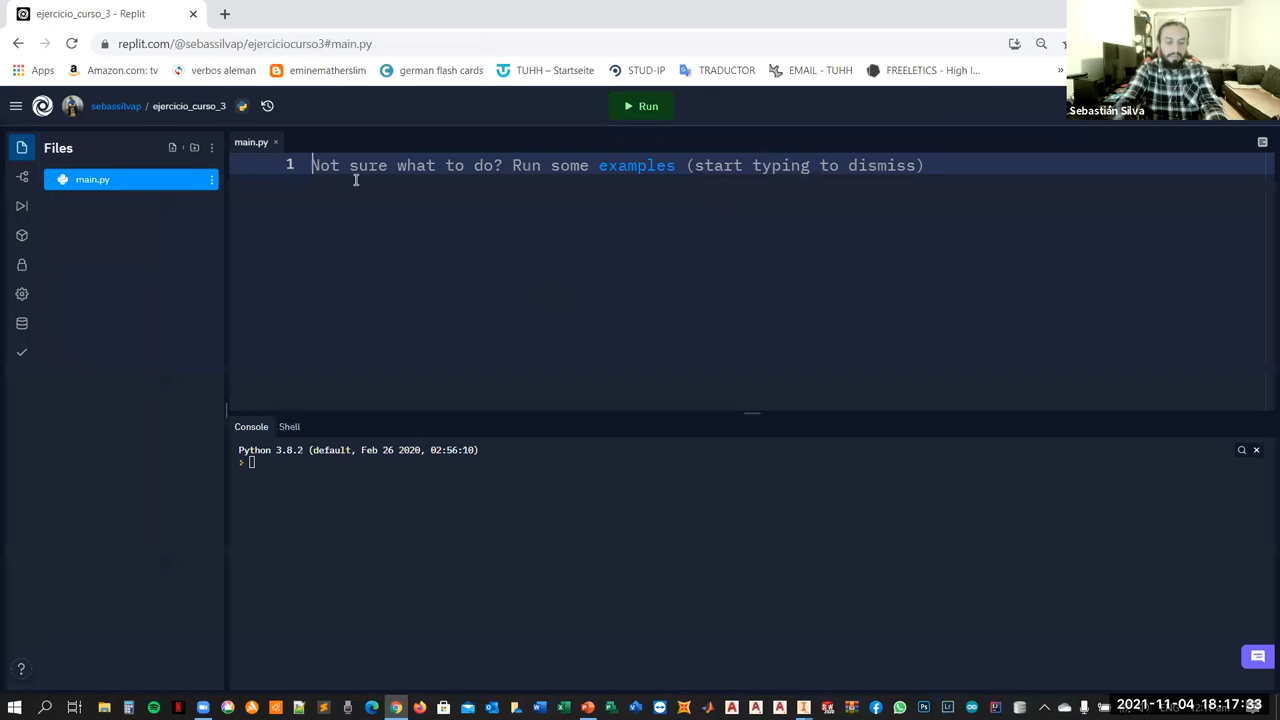 ejercicio_curso_3 - Replit
replit.com/@sebassilvap/ejerciciocurso3#main.py
Apps
Amazon.com: tv
verbos aleman
eminematherslim
german flash cards
TUHH – Startseite
STUD-IP
TRADUCTOR
EMAIL - TUHH
FREELETICS - High I...
»
Sebastián Silva
sebassilvap / ejercicio_curso_3
Run
Files
main.py
main.py
1 Not sure what to do? Run some examples (start typing to dismiss)
Console
Shell
Python 3.8.2 (default, Feb 26 2020, 02:56:10)
>
2021-11-04 18:17:33